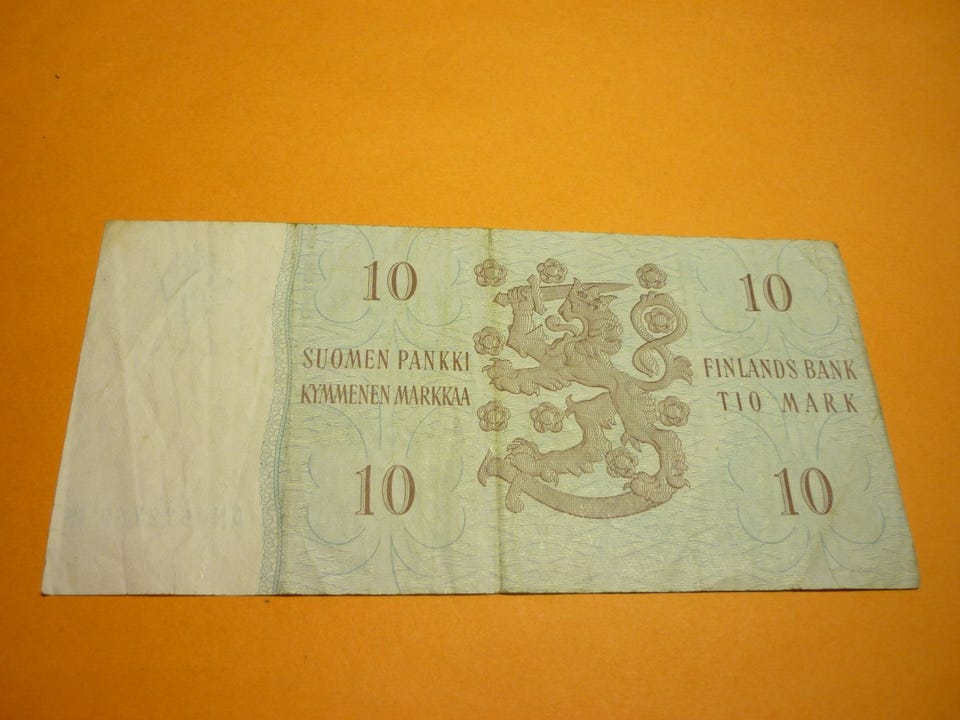 10
SUOMEN PANKKI
KYMMENEN MARKKAA
10
10
FINLANDS BANK
TIO MARK
10